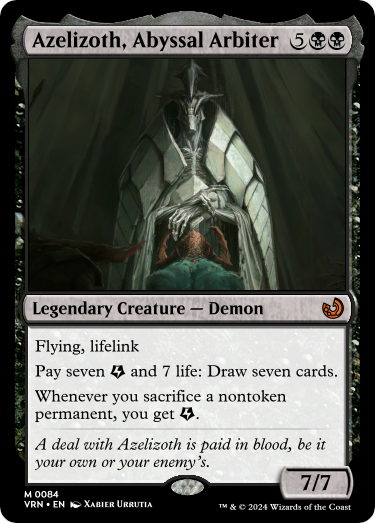 Azelizoth, Abyssal Arbiter 5
Legendary Creature — Demon
Flying, lifelink
Pay seven and 7 life: Draw seven cards.
Whenever you sacrifice a nontoken
permanent, you get .
A deal with Azelizoth is paid in blood, be it
your own or your enemy's.
7/7
M 0084
VRN • EN Xabier Urrutia
™ & © 2024 Wizards of the Coast